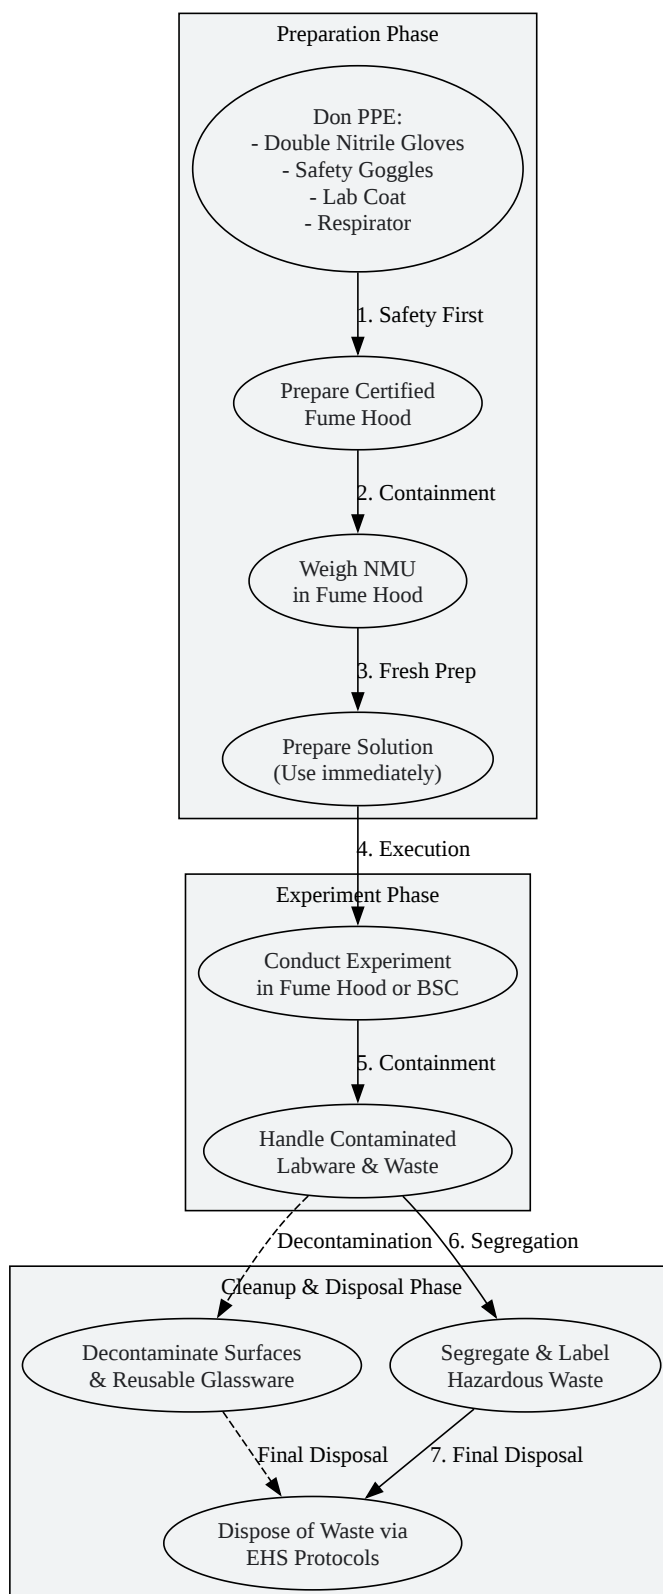 Preparation Phase
Don PPE:
- Double Nitrile Gloves
- Safety Goggles
- Lab Coat
- Respirator
1. Safety First
Prepare Certified
Fume Hood
2. Containment
Weigh NMU
in Fume Hood
3. Fresh Prep
Prepare Solution
(Use immediately)
4. Execution
Experiment Phase
Conduct Experiment
in Fume Hood or BSC
5. Containment
Handle Contaminated
Labware & Waste
Decontamination
6. Segregation
Cleanup & Disposal Phase
Decontaminate Surfaces
& Reusable Glassware
Segregate & Label
Hazardous Waste
Final Disposal
7. Final Disposal
Dispose of Waste via
EHS Protocols